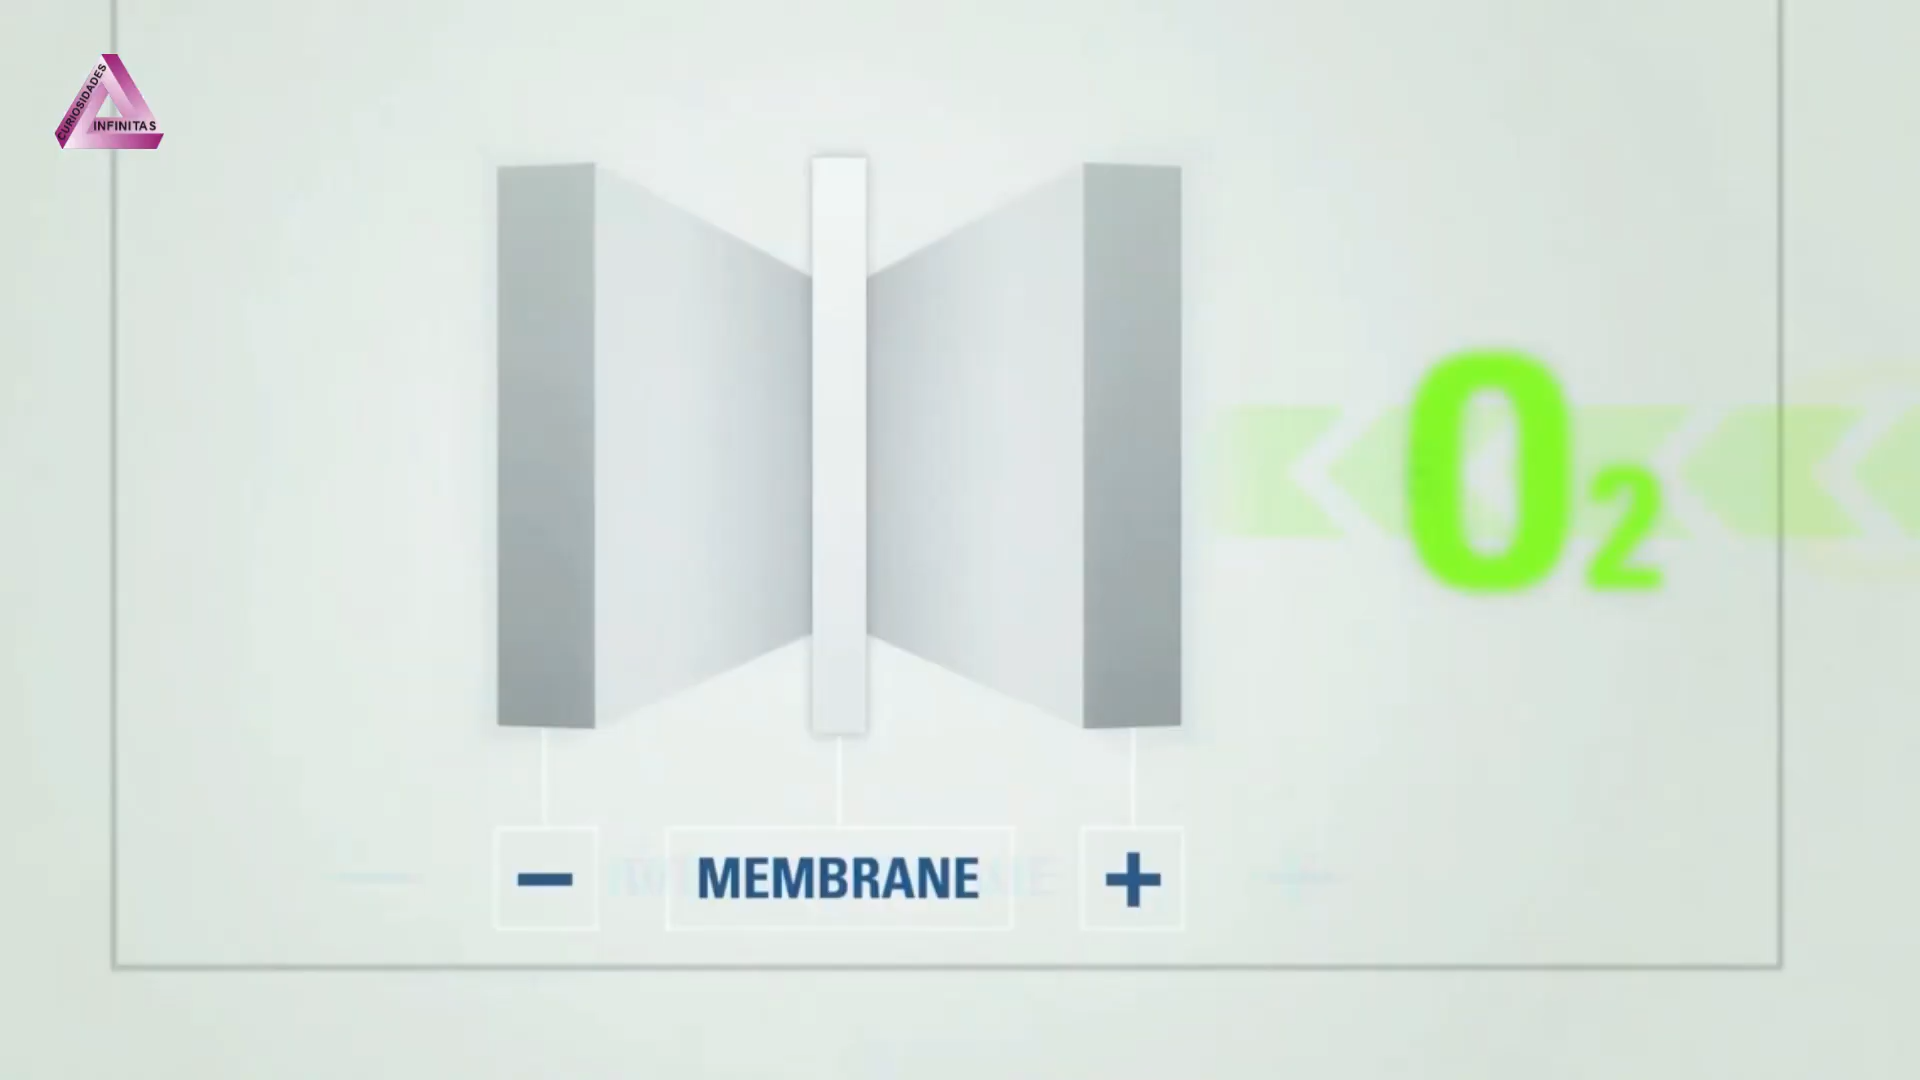 CURIOSIDADES
INFINITAS
O2
− MEMBRANE +